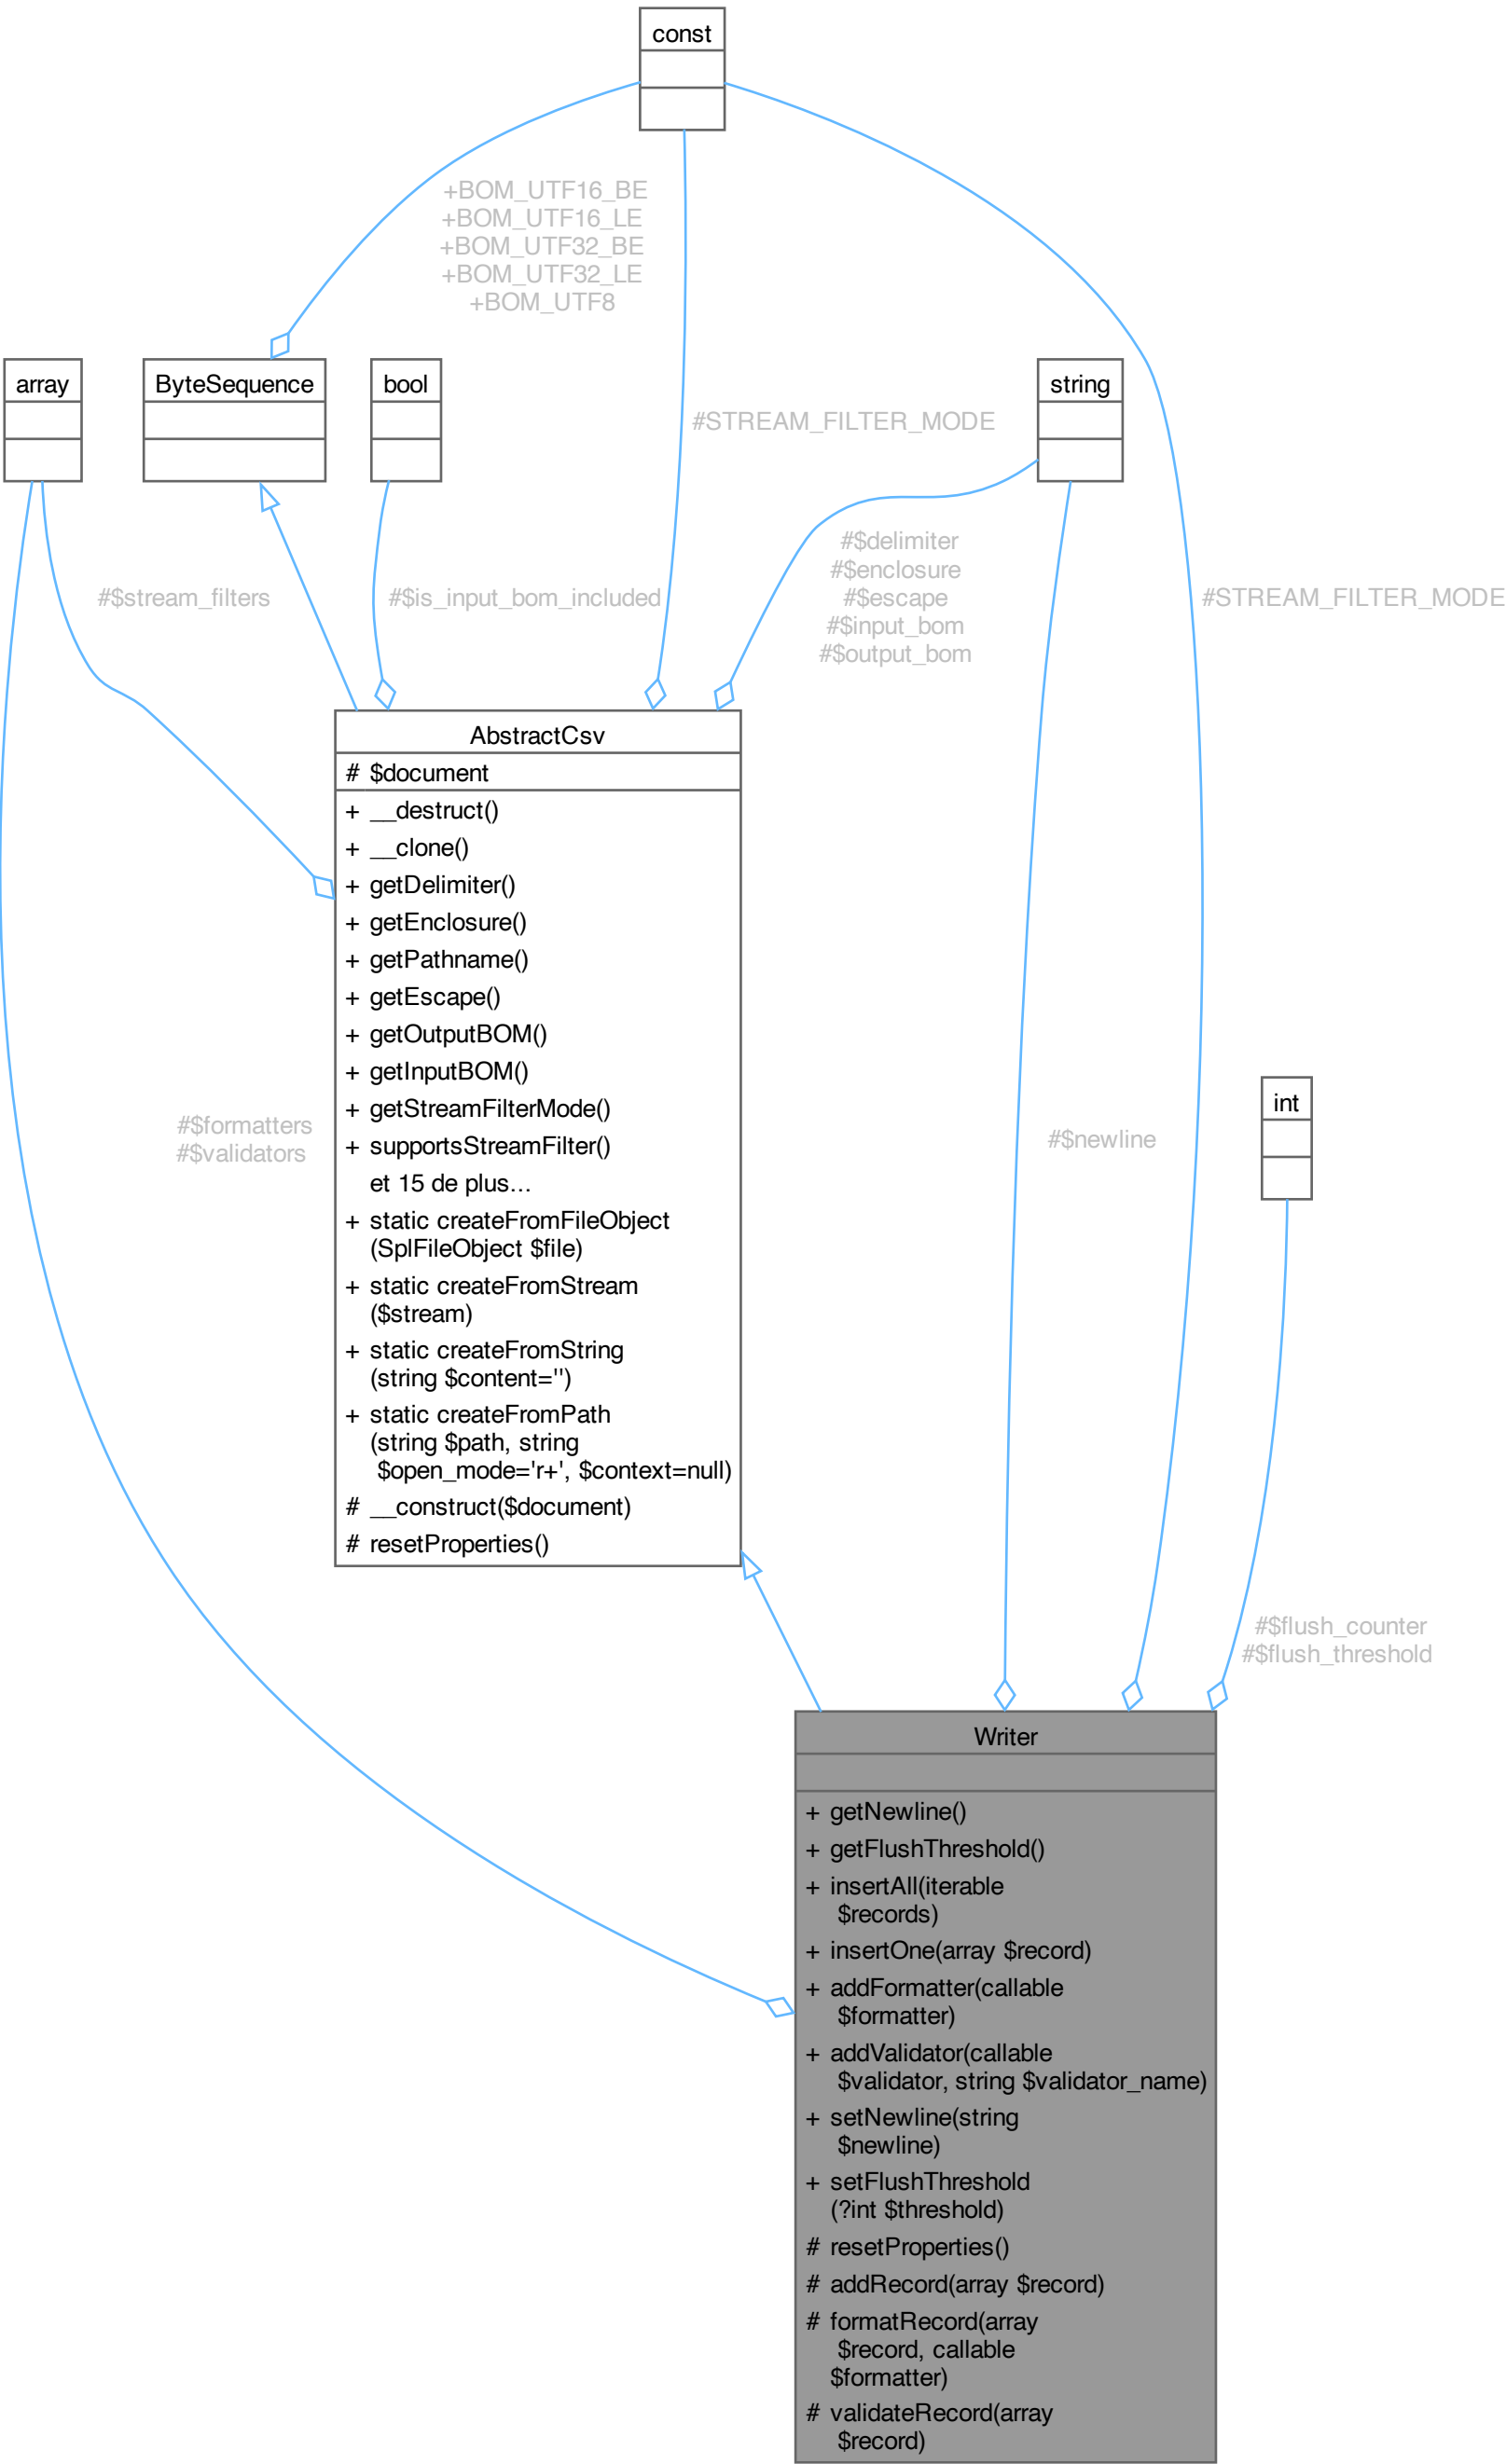 const
+BOM_UTF16_BE
+BOM_UTF16_LE
+BOM_UTF32_BE
+BOM_UTF32_LE
+BOM_UTF8
array
ByteSequence
bool
string
#STREAM_FILTER_MODE
#$delimiter
#$enclosure
#$escape
#$input_bom
#$output_bom
#$stream_filters
#$is_input_bom_included
#STREAM_FILTER_MODE
AbstractCsv
# $document
+ __destruct()
+ __clone()
+ getDelimiter()
+ getEnclosure()
+ getPathname()
+ getEscape()
+ getOutputBOM()
+ getInputBOM()
+ getStreamFilterMode()
+ supportsStreamFilter()
et 15 de plus...
+ static createFromFileObject
(SplFileObject $file)
+ static createFromStream
($stream)
+ static createFromString
(string $content='')
+ static createFromPath
(string $path, string
$open_mode='r+', $context=null)
# __construct($document)
# resetProperties()
#$formatters
#$validators
#$newline
int
#$flush_counter
#$flush_threshold
Writer
+ getNewline()
+ getFlushThreshold()
+ insertAll(iterable
$records)
+ insertOne(array $record)
+ addFormatter(callable
$formatter)
+ addValidator(callable
$validator, string $validator_name)
+ setNewline(string
$newline)
+ setFlushThreshold
(?int $threshold)
# resetProperties()
# addRecord(array $record)
# formatRecord(array
$record, callable
$formatter)
# validateRecord(array
$record)